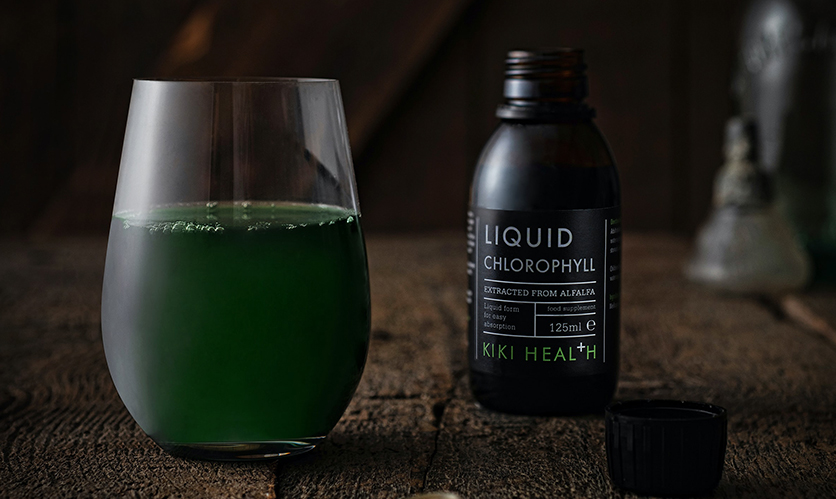 LIQUID
CHLOROPHYLL
EXTRACTED FROM ALFALFA
Liquid form
for easy
absorption
food supplement
125ml ℮
KIKI HEAL+H